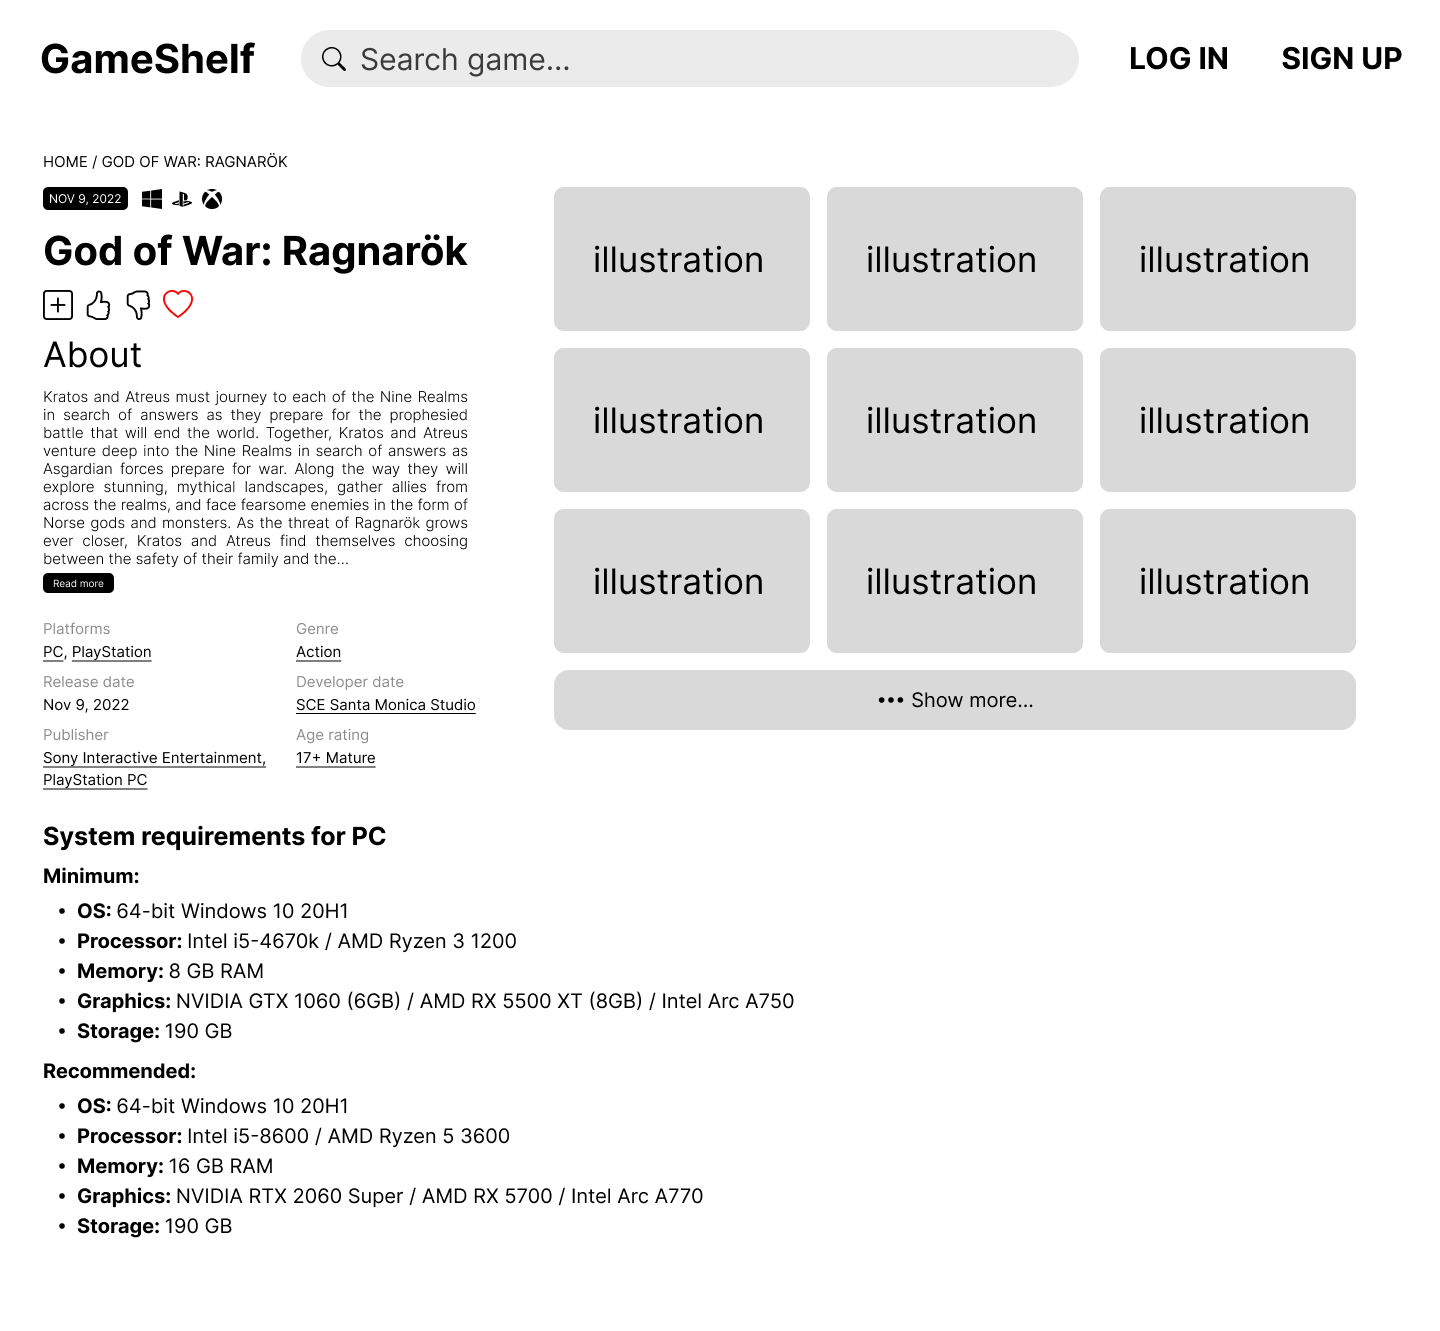 GameShelf
Search game...
LOG IN
SIGN UP
HOME / GOD OF WAR: RAGNARÖK
NOV 9, 2022
God of War: Ragnarök
About
Kratos and Atreus must journey to each of the Nine Realms
in search of answers as they prepare for the prophesied
battle that will end the world. Together, Kratos and Atreus
venture deep into the Nine Realms in search of answers as
Asgardian forces prepare for war. Along the way they will
explore stunning, mythical landscapes, gather allies from
across the realms, and face fearsome enemies in the form of
Norse gods and monsters. As the threat of Ragnarök grows
ever closer, Kratos and Atreus find themselves choosing
between the safety of their family and the...
Read more
Platforms
PC, PlayStation
Genre
Action
Release date
Nov 9, 2022
Developer date
SCE Santa Monica Studio
Publisher
Sony Interactive Entertainment,
PlayStation PC
Age rating
17+ Mature
illustration
illustration
illustration
illustration
illustration
illustration
illustration
illustration
illustration
••• Show more...
System requirements for PC
Minimum:
• OS: 64-bit Windows 10 20H1
• Processor: Intel i5-4670k / AMD Ryzen 3 1200
• Memory: 8 GB RAM
• Graphics: NVIDIA GTX 1060 (6GB) / AMD RX 5500 XT (8GB) / Intel Arc A750
• Storage: 190 GB
Recommended:
• OS: 64-bit Windows 10 20H1
• Processor: Intel i5-8600 / AMD Ryzen 5 3600
• Memory: 16 GB RAM
• Graphics: NVIDIA RTX 2060 Super / AMD RX 5700 / Intel Arc A770
• Storage: 190 GB